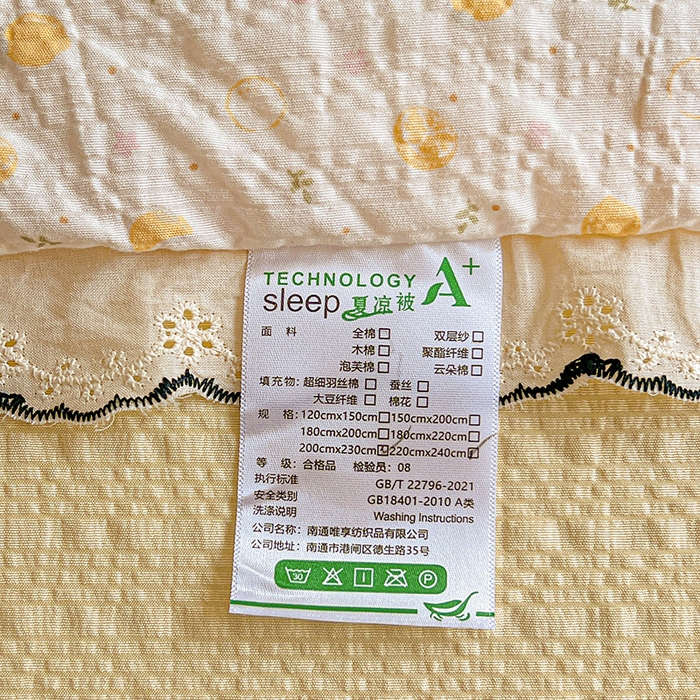 TECHNOLOGY A+
sleep 夏凉被
面 料 全棉□ 双层纱□
木棉□ 聚酯纤维□
泡芙棉□ 云朵棉□
填充物: 超细羽丝棉□ 蚕丝□
大豆纤维□ 棉花□
规 格: 120cmx150cm□ 150cmx200cm□
180cmx200cm□ 180cmx220cm□
200cmx230cm☑ 220cmx240cm□
等 级: 合格品 检验员: 08
执行标准 GB/T 22796-2021
安全类别 GB18401-2010 A类
洗涤说明 Washing Instructions
公司名称: 南通唯享纺织品有限公司
公司地址: 南通市港闸区德生路35号
30 P